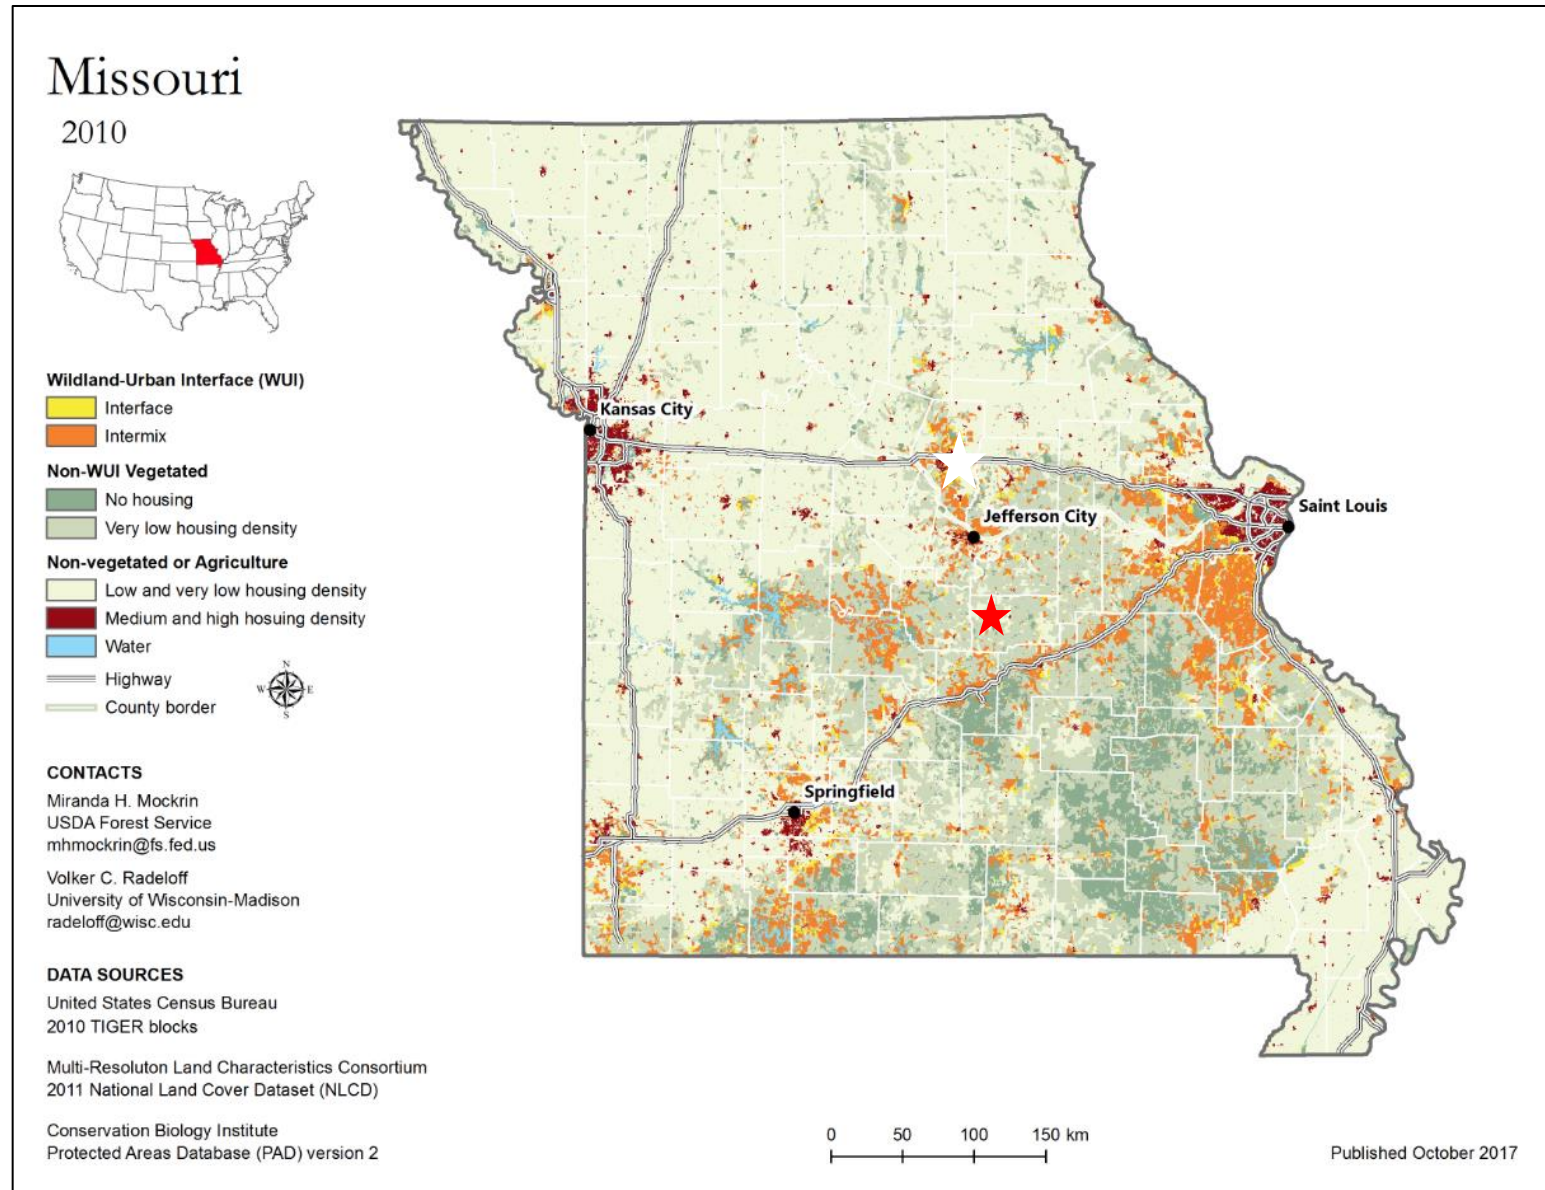 Missouri
2010
Wildland-Urban Interface (WUI)
Interface
Intermix
Non-WUI Vegetated
No housing
Very low housing density
Non-vegetated or Agriculture
Low and very low housing density
Medium and high hosuing density
Water
Highway
County border
N
W E
S
CONTACTS
Miranda H. Mockrin
USDA Forest Service
mhmockrin@fs.fed.us
Volker C. Radeloff
University of Wisconsin-Madison
radeloff@wisc.edu
DATA SOURCES
United States Census Bureau
2010 TIGER blocks
Multi-Resoluton Land Characteristics Consortium
2011 National Land Cover Dataset (NLCD)
Conservation Biology Institute
Protected Areas Database (PAD) version 2
Kansas City
Jefferson City
Saint Louis
Springfield
0 50 100 150 km
Published October 2017